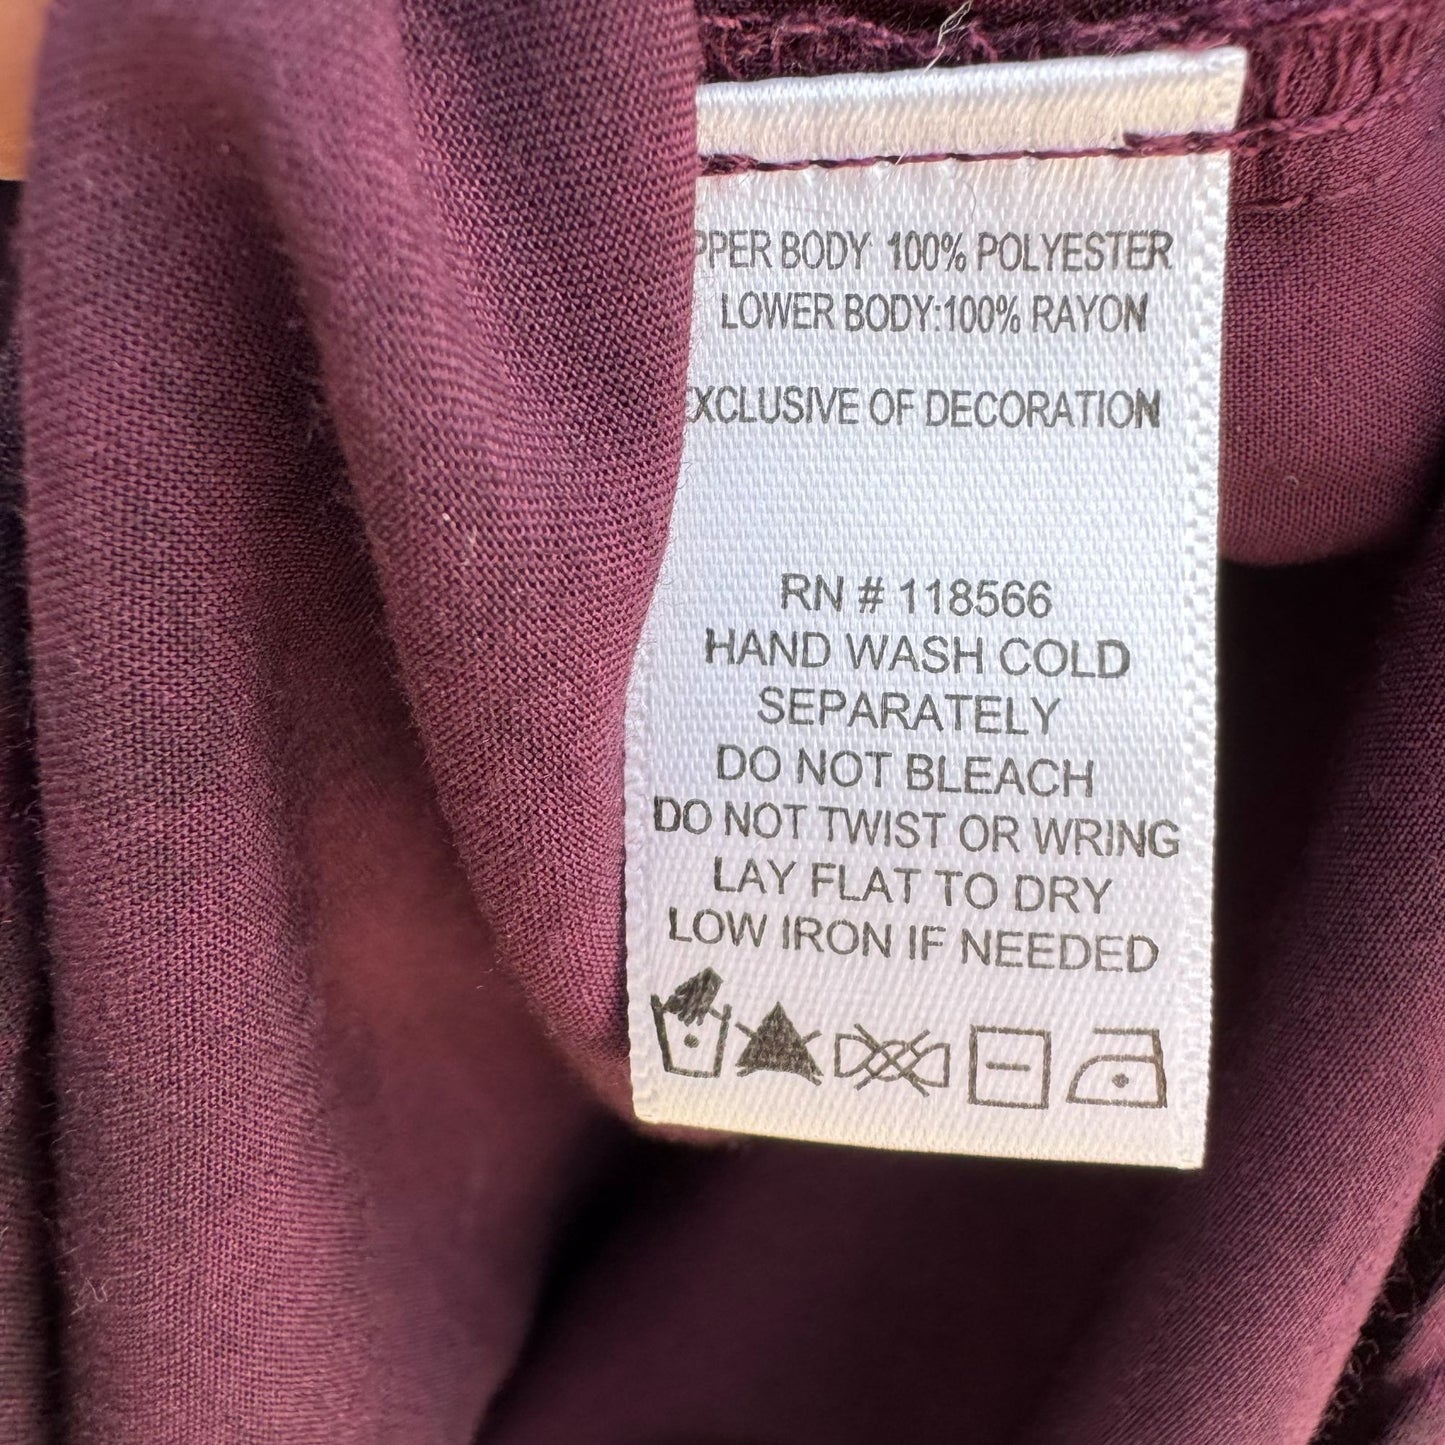 PPER BODY 100% POLYESTER
LOWER BODY:100% RAYON
EXCLUSIVE OF DECORATION
RN # 118566
HAND WASH COLD
SEPARATELY
DO NOT BLEACH
DO NOT TWIST OR WRING
LAY FLAT TO DRY
LOW IRON IF NEEDED